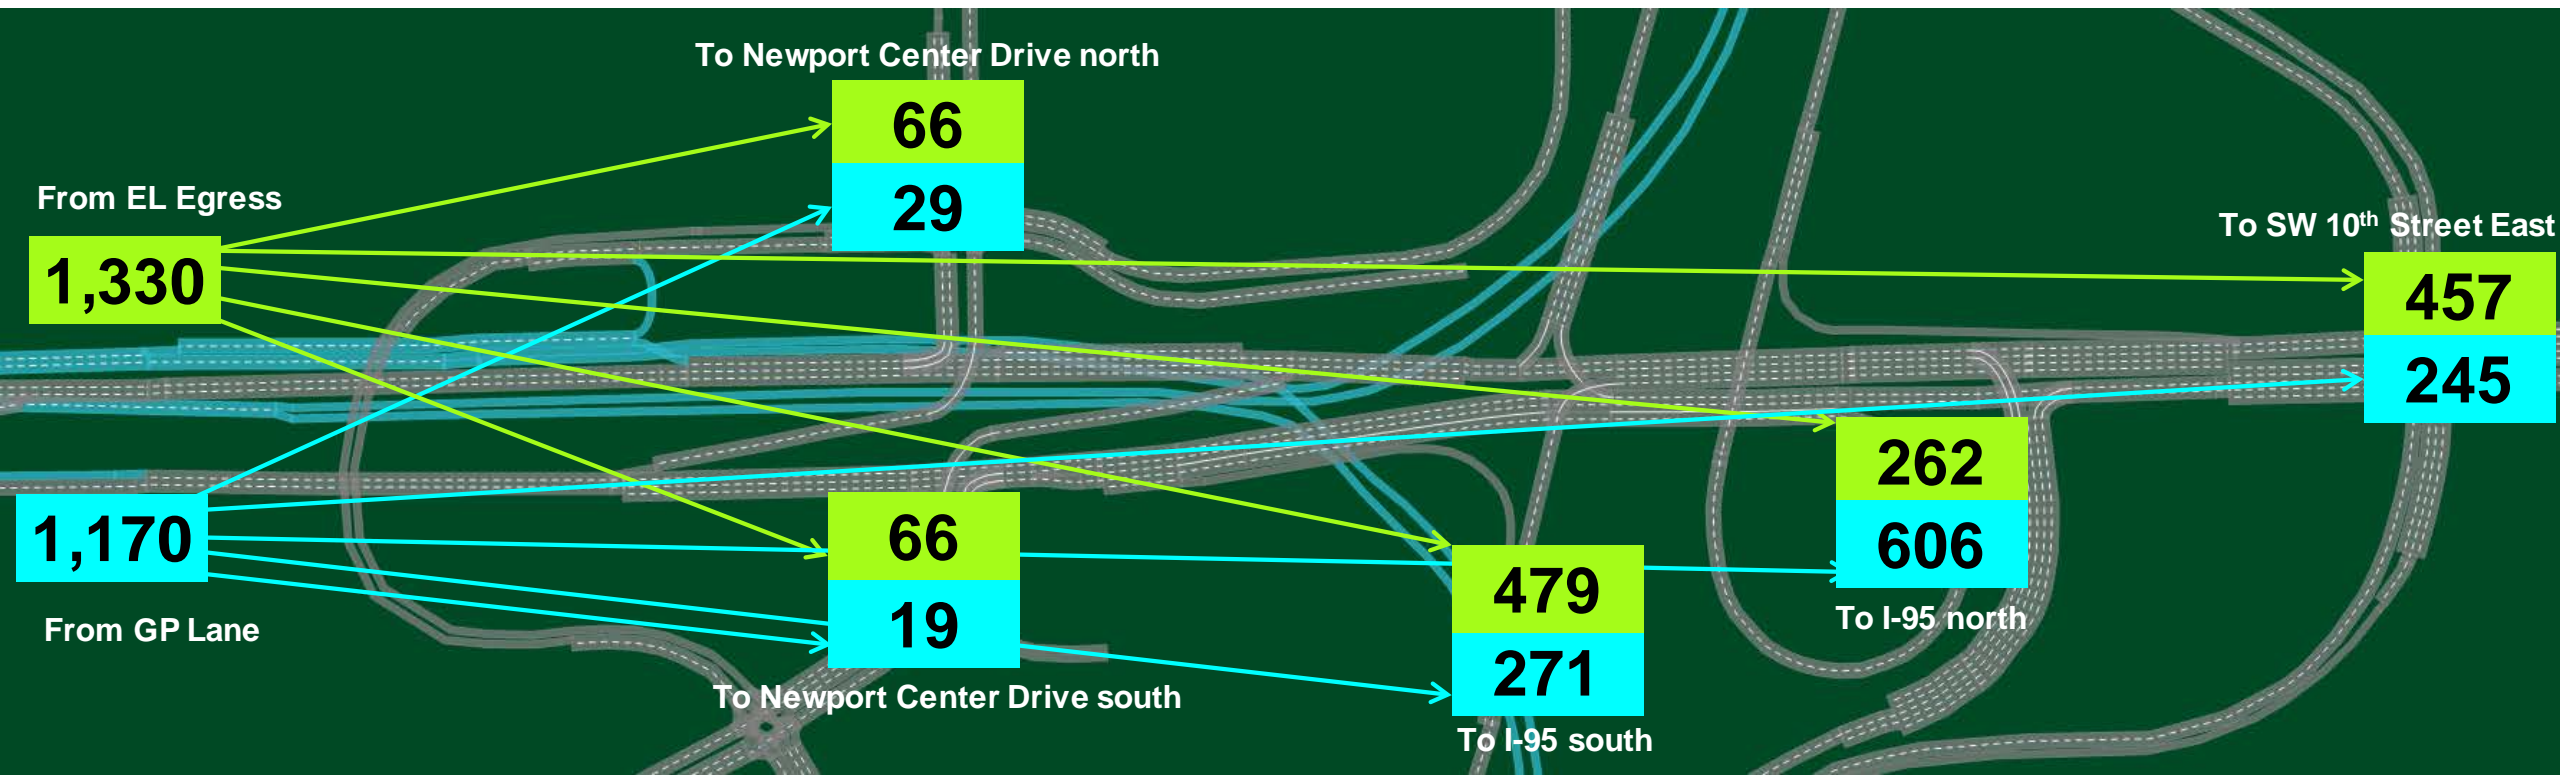 To Newport Center Drive north
66
29
From EL Egress
1,330
To SW 10th Street East
457
245
262
606
To I-95 north
1,170
From GP Lane
66
19
To Newport Center Drive south
479
271
To I-95 south